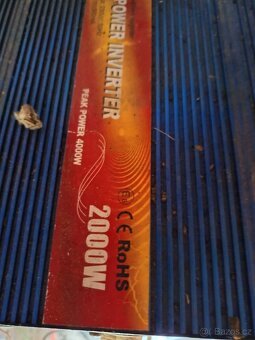 POWER INVERTER
PEAK POWER 4000W
CE RoHS
2000W
Bazos.cz